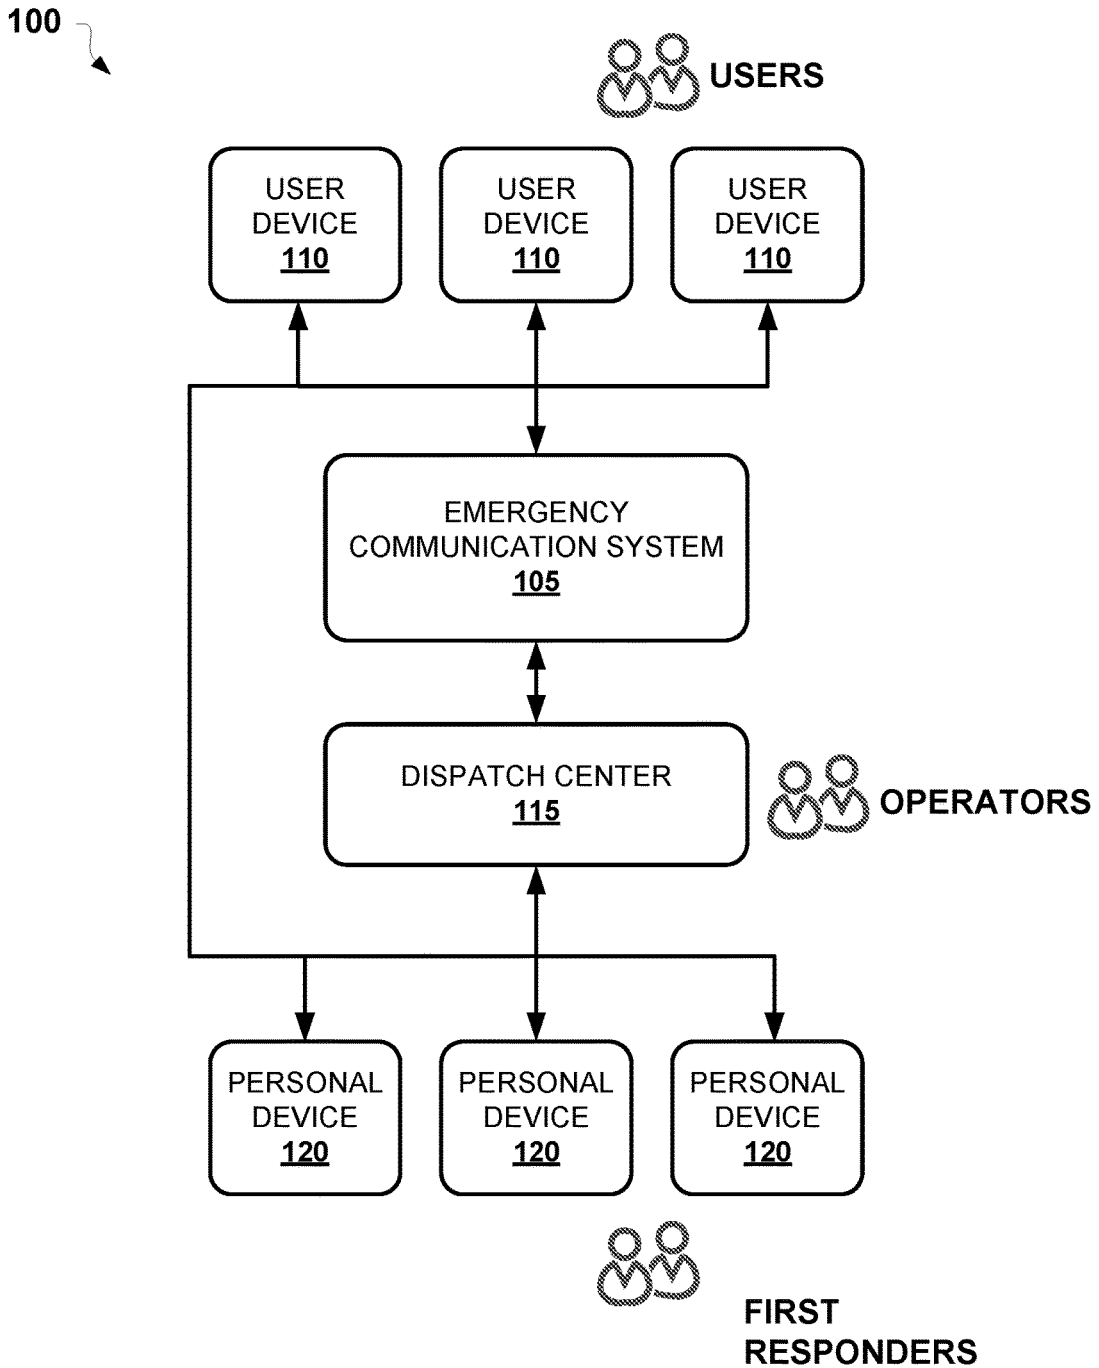 100
USERS
USER
DEVICE
110
USER
DEVICE
110
USER
DEVICE
110
EMERGENCY
COMMUNICATION SYSTEM
105
DISPATCH CENTER
115
OPERATORS
PERSONAL
DEVICE
120
PERSONAL
DEVICE
120
PERSONAL
DEVICE
120
FIRST
RESPONDERS